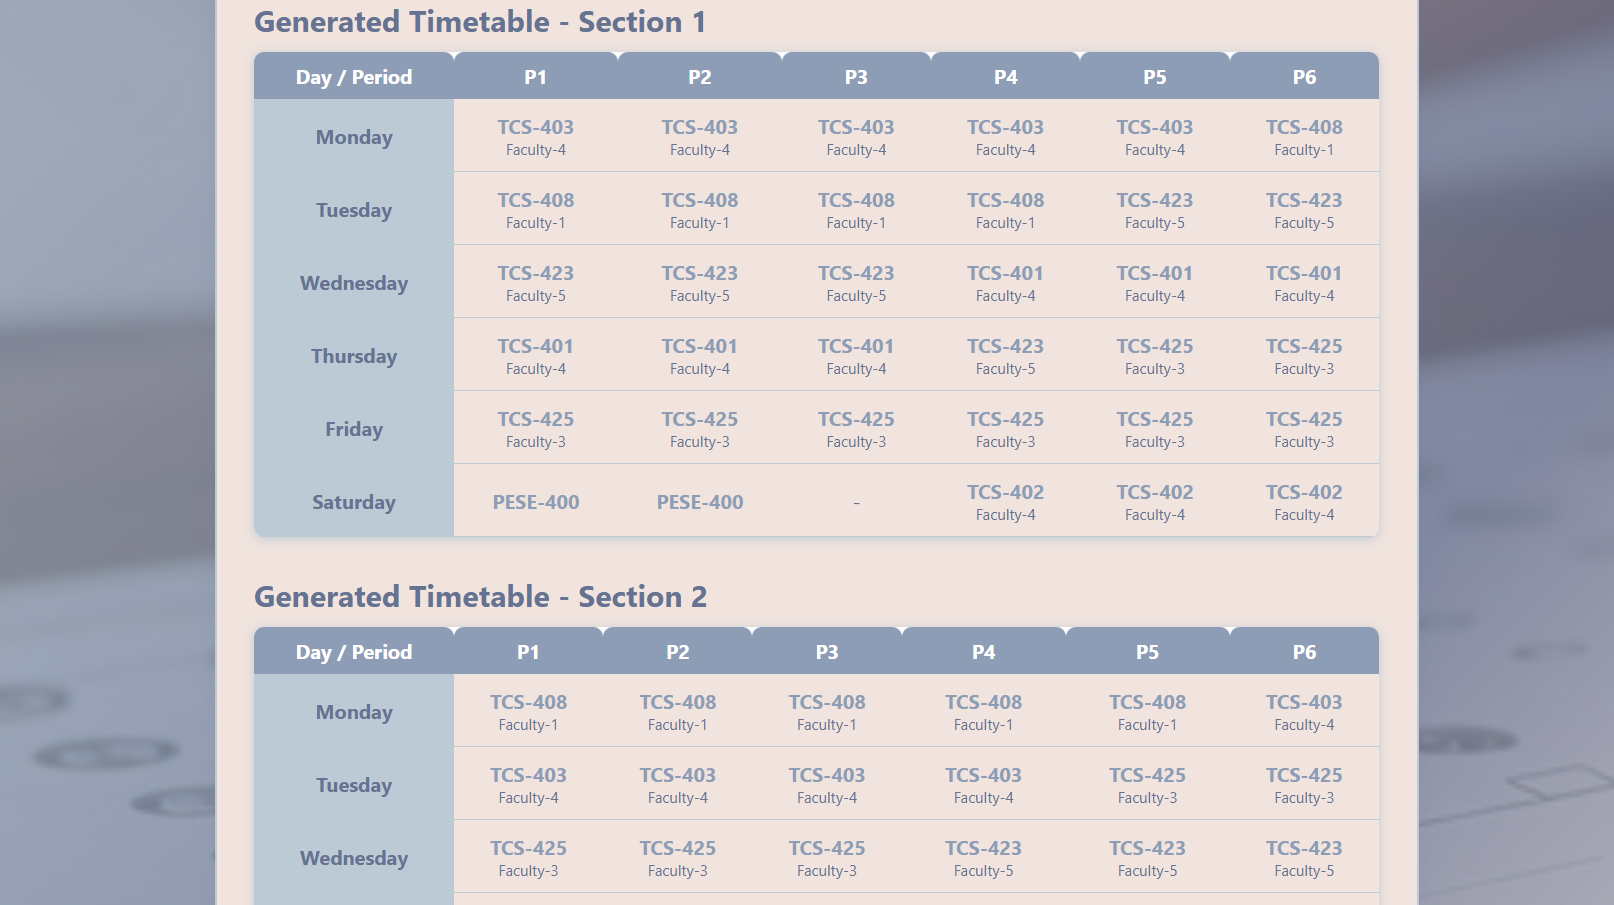 Generated Timetable - Section 1
Day / Period P1 P2 P3 P4 P5 P6
Monday TCS-403 TCS-403 TCS-403 TCS-403 TCS-403 TCS-408
Faculty-4 Faculty-4 Faculty-4 Faculty-4 Faculty-4 Faculty-1
Tuesday TCS-408 TCS-408 TCS-408 TCS-408 TCS-423 TCS-423
Faculty-1 Faculty-1 Faculty-1 Faculty-1 Faculty-5 Faculty-5
Wednesday TCS-423 TCS-423 TCS-423 TCS-401 TCS-401 TCS-401
Faculty-5 Faculty-5 Faculty-5 Faculty-4 Faculty-4 Faculty-4
Thursday TCS-401 TCS-401 TCS-401 TCS-423 TCS-425 TCS-425
Faculty-4 Faculty-4 Faculty-4 Faculty-5 Faculty-3 Faculty-3
Friday TCS-425 TCS-425 TCS-425 TCS-425 TCS-425 TCS-425
Faculty-3 Faculty-3 Faculty-3 Faculty-3 Faculty-3 Faculty-3
Saturday PESE-400 PESE-400 - TCS-402 TCS-402 TCS-402
Faculty-4 Faculty-4 Faculty-4
Generated Timetable - Section 2
Day / Period P1 P2 P3 P4 P5 P6
Monday TCS-408 TCS-408 TCS-408 TCS-408 TCS-408 TCS-403
Faculty-1 Faculty-1 Faculty-1 Faculty-1 Faculty-1 Faculty-4
Tuesday TCS-403 TCS-403 TCS-403 TCS-403 TCS-425 TCS-425
Faculty-4 Faculty-4 Faculty-4 Faculty-4 Faculty-3 Faculty-3
Wednesday TCS-425 TCS-425 TCS-425 TCS-423 TCS-423 TCS-423
Faculty-3 Faculty-3 Faculty-3 Faculty-5 Faculty-5 Faculty-5